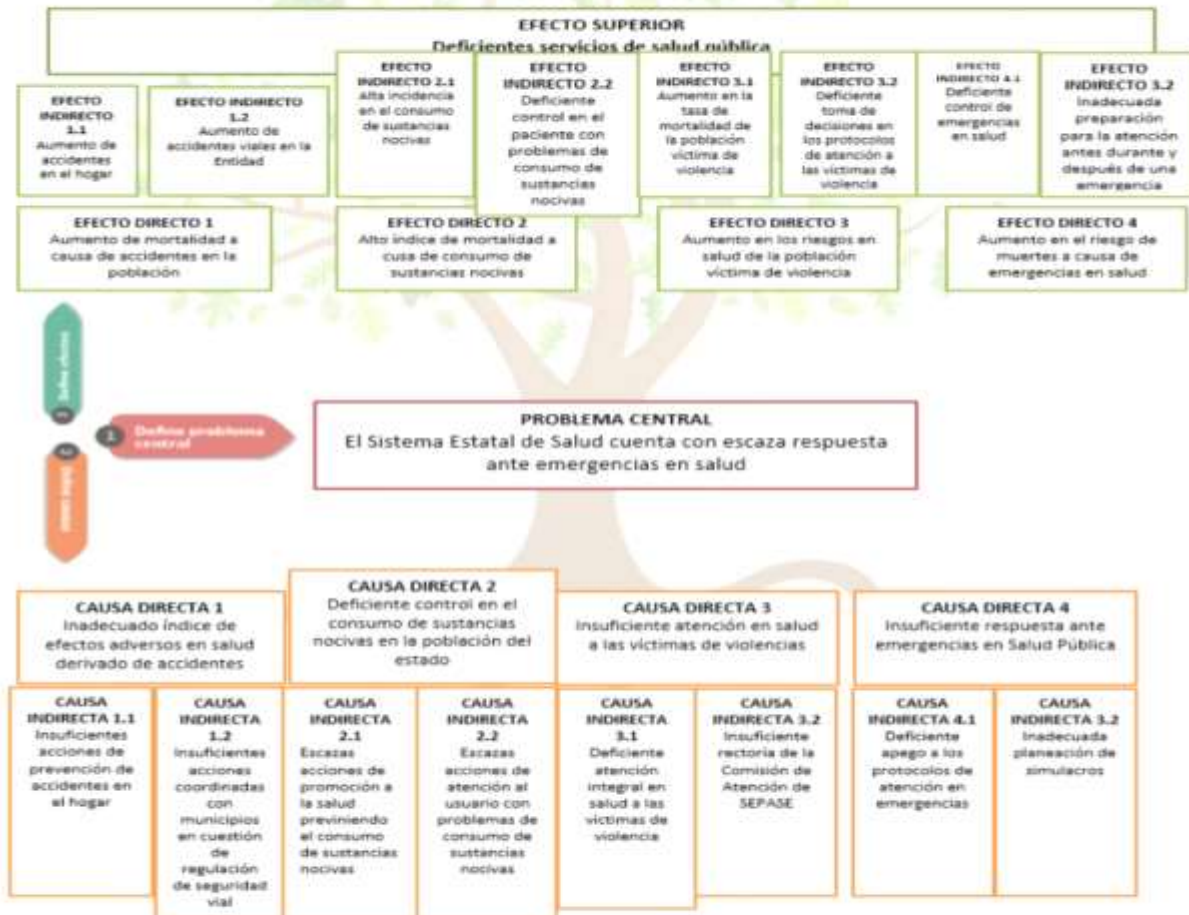 EFECTO SUPERIOR
Deficientes servicios de salud pública
EFECTO
INDIRECTO
1.1
Aumento de
accidentes
en el hogar
EFECTO INDIRECTO
1.2
Aumento de
accidentes viales en la
Entidad
EFECTO
INDIRECTO 2.1
Alta incidencia
en el consumo
de sustancias
nocivas
EFECTO
INDIRECTO 2.2
Deficiente
control en el
paciente con
problemas de
consumo de
sustancias
nocivas
EFECTO
INDIRECTO 3.1
Aumento en la
tasa de
mortalidad de
la población
víctima de
violencia
EFECTO
INDIRECTO 3.2
Deficiente
toma de
decisiones en
los protocolos
de atención a
las víctimas de
violencia
EFECTO
INDIRECTO 4.1
Deficiente
control de
emergencias
en salud
EFECTO
INDIRECTO 3.2
Inadecuada
preparación
para la atención
antes durante y
después de una
emergencia
EFECTO DIRECTO 1
Aumento de mortalidad a
causa de accidentes en la
población
EFECTO DIRECTO 2
Alto índice de mortalidad a
cusa de consumo de
sustancias nocivas
EFECTO DIRECTO 3
Aumento en los riesgos en
salud de la población
víctima de violencia
EFECTO DIRECTO 4
Aumento en el riesgo de
muertes a causa de
emergencias en salud
3
efectos
1
Define problema
central
2
PROBLEMA CENTRAL
El Sistema Estatal de Salud cuenta con escaza respuesta
ante emergencias en salud
CAUSA DIRECTA 1
Inadecuado índice de
efectos adversos en salud
derivado de accidentes
CAUSA DIRECTA 2
Deficiente control en el
consumo de sustancias
nocivas en la población del
estado
CAUSA DIRECTA 3
Insuficiente atención en salud
a las víctimas de violencias
CAUSA DIRECTA 4
Insuficiente respuesta ante
emergencias en Salud Pública
CAUSA
INDIRECTA 1.1
Insuficientes
acciones de
prevención de
accidentes en
el hogar
CAUSA
INDIRECTA
1.2
Insuficientes
acciones
coordinadas
con
municipios
en cuestión
de
regulación
de seguridad
vial
CAUSA
INDIRECTA
2.1
Escazas
acciones de
promoción a
la salud
previniendo
el consumo
de sustancias
nocivas
CAUSA
INDIRECTA
2.2
Escazas
acciones de
atención al
usuario con
problemas de
consumo de
sustancias
nocivas
CAUSA
INDIRECTA
3.1
Deficiente
atención
integral en
salud a las
víctimas de
violencia
CAUSA
INDIRECTA 3.2
Insuficiente
rectoría de la
Comisión de
Atención de
SEPASE
CAUSA
INDIRECTA 4.1
Deficiente
apego a los
protocolos de
atención en
emergencias
CAUSA
INDIRECTA 3.2
Inadecuada
planeación de
simulacros